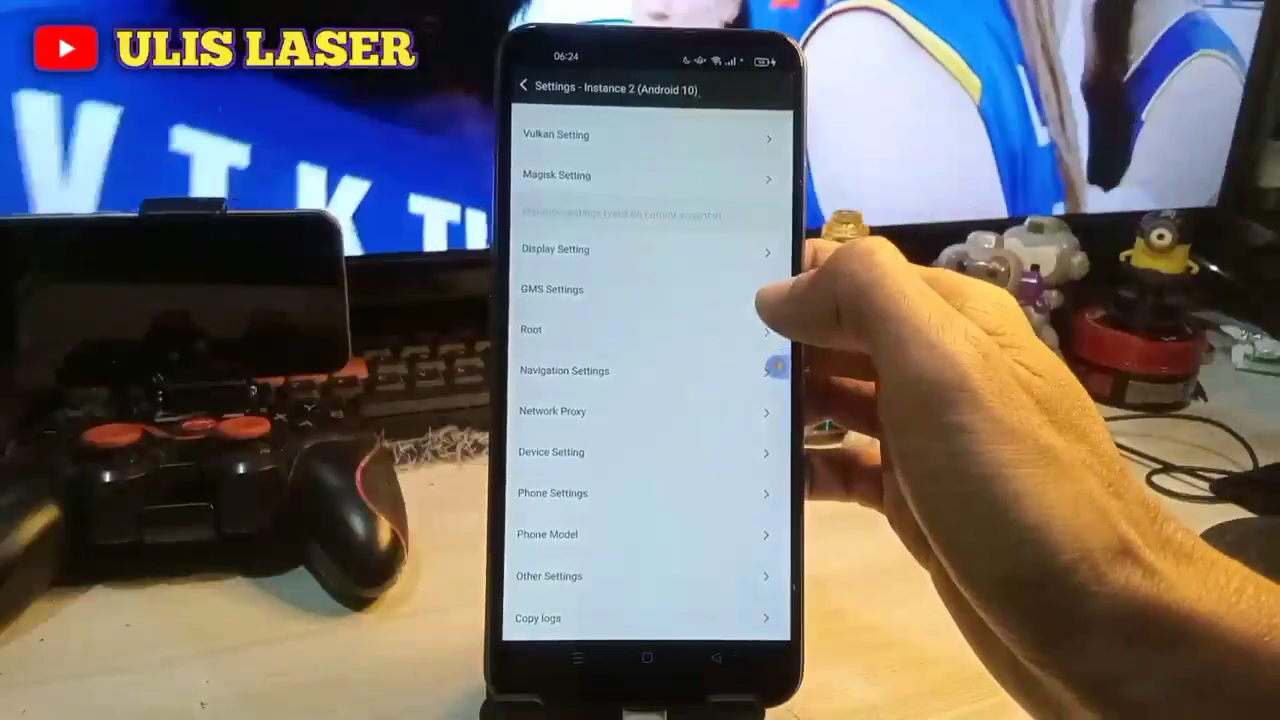 ULIS LASER
06:24
Settings - Instance 2 (Android 10)
Vulkan Setting
Magisk Setting
Display Setting
GMS Settings
Root
Navigation Settings
Network Proxy
Device Setting
Phone Settings
Phone Model
Other Settings
Copy logs
V T K